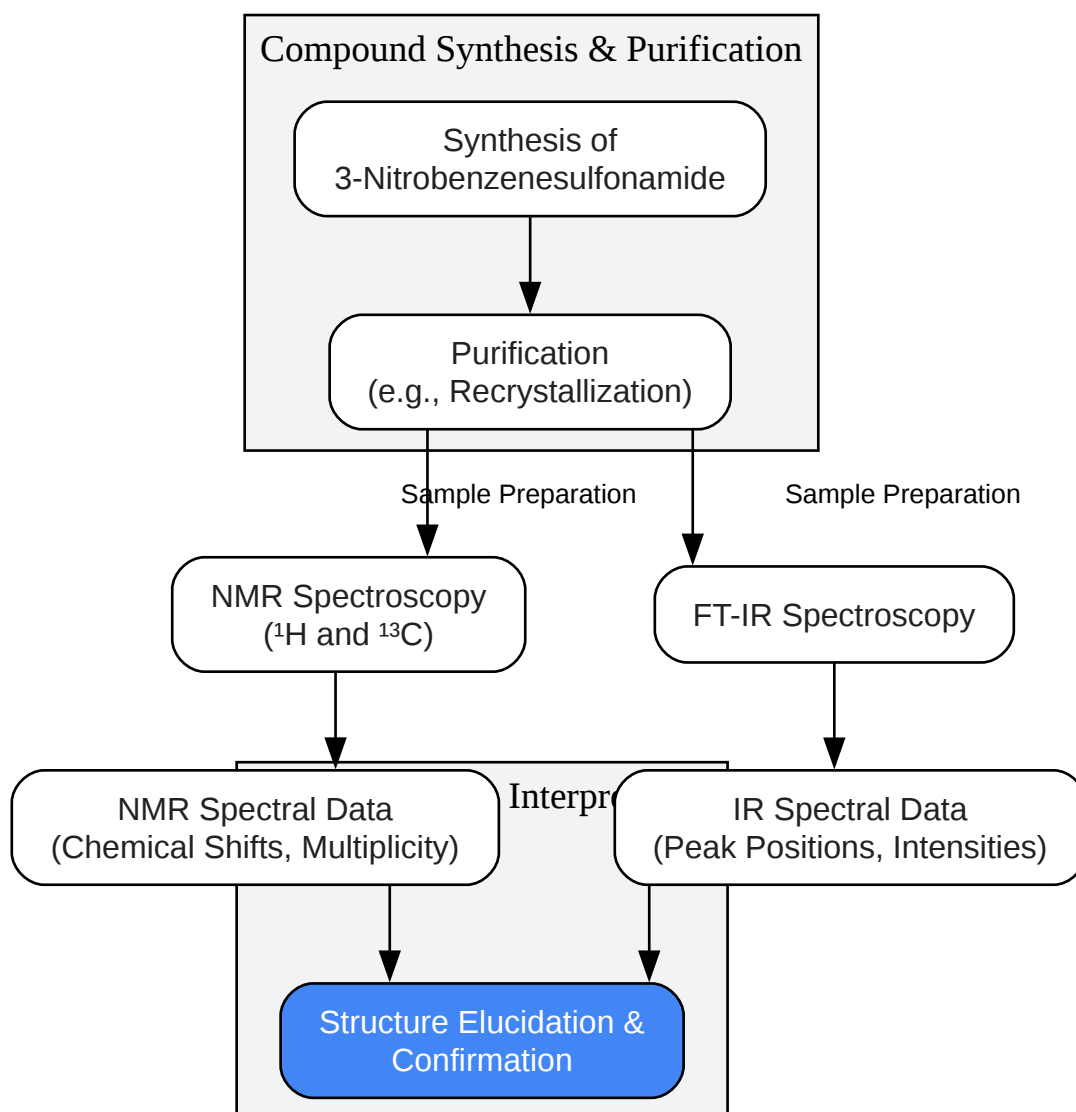 Compound Synthesis & Purification
Synthesis of
3-Nitrobenzenesulfonamide
Purification
(e.g., Recrystallization)
Sample Preparation
Sample Preparation
NMR Spectroscopy
(¹H and ¹³C)
FT-IR Spectroscopy
NMR Spectral Data
(Chemical Shifts, Multiplicity)
IR Spectral Data
(Peak Positions, Intensities)
Structure Elucidation &
Confirmation